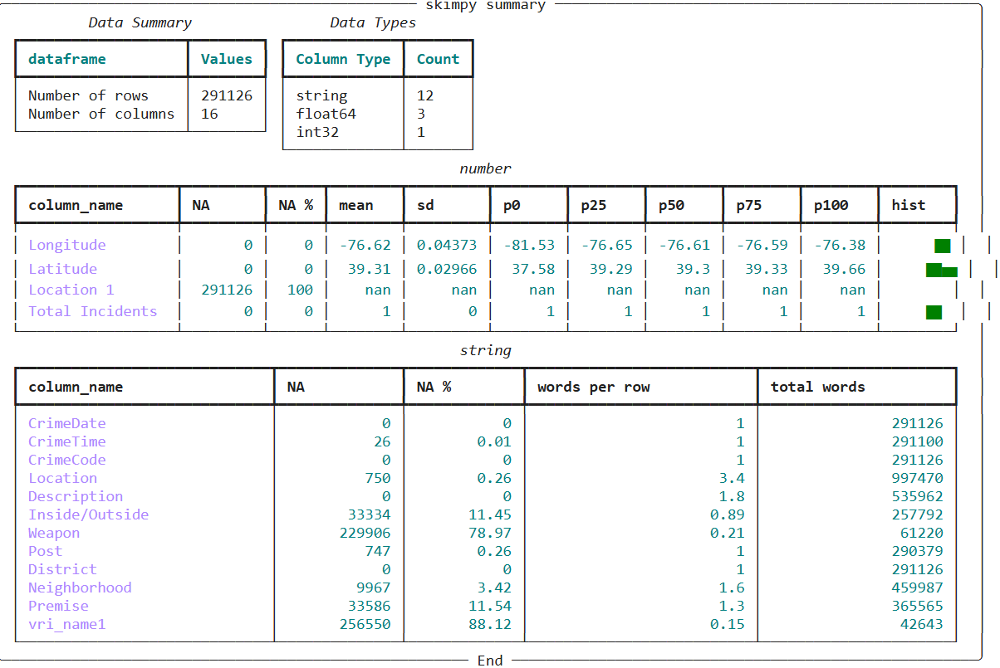 skimpy summary
Data Summary Data Types
dataframe Values Column Type Count
Number of rows 291126 string 12
Number of columns 16 float64 3
int32 1
number
column_name NA NA % mean sd p0 p25 p50 p75 p100 hist
Longitude 0 0 -76.62 0.04373 -81.53 -76.65 -76.61 -76.59 -76.38
Latitude 0 0 39.31 0.02966 37.58 39.29 39.3 39.33 39.66
Location 1 291126 100 nan nan nan nan nan nan nan
Total Incidents 0 0 1 0 1 1 1 1 1
string
column_name NA NA % words per row total words
CrimeDate 0 0 1 291126
CrimeTime 26 0.01 1 291100
CrimeCode 0 0 1 291126
Location 750 0.26 3.4 997470
Description 0 0 1.8 535962
Inside/Outside 33334 11.45 0.89 257792
Weapon 229906 78.97 0.21 61220
Post 747 0.26 1 290379
District 0 0 1 291126
Neighborhood 9967 3.42 1.6 459987
Premise 33586 11.54 1.3 365565
vri_name1 256550 88.12 0.15 42643
End